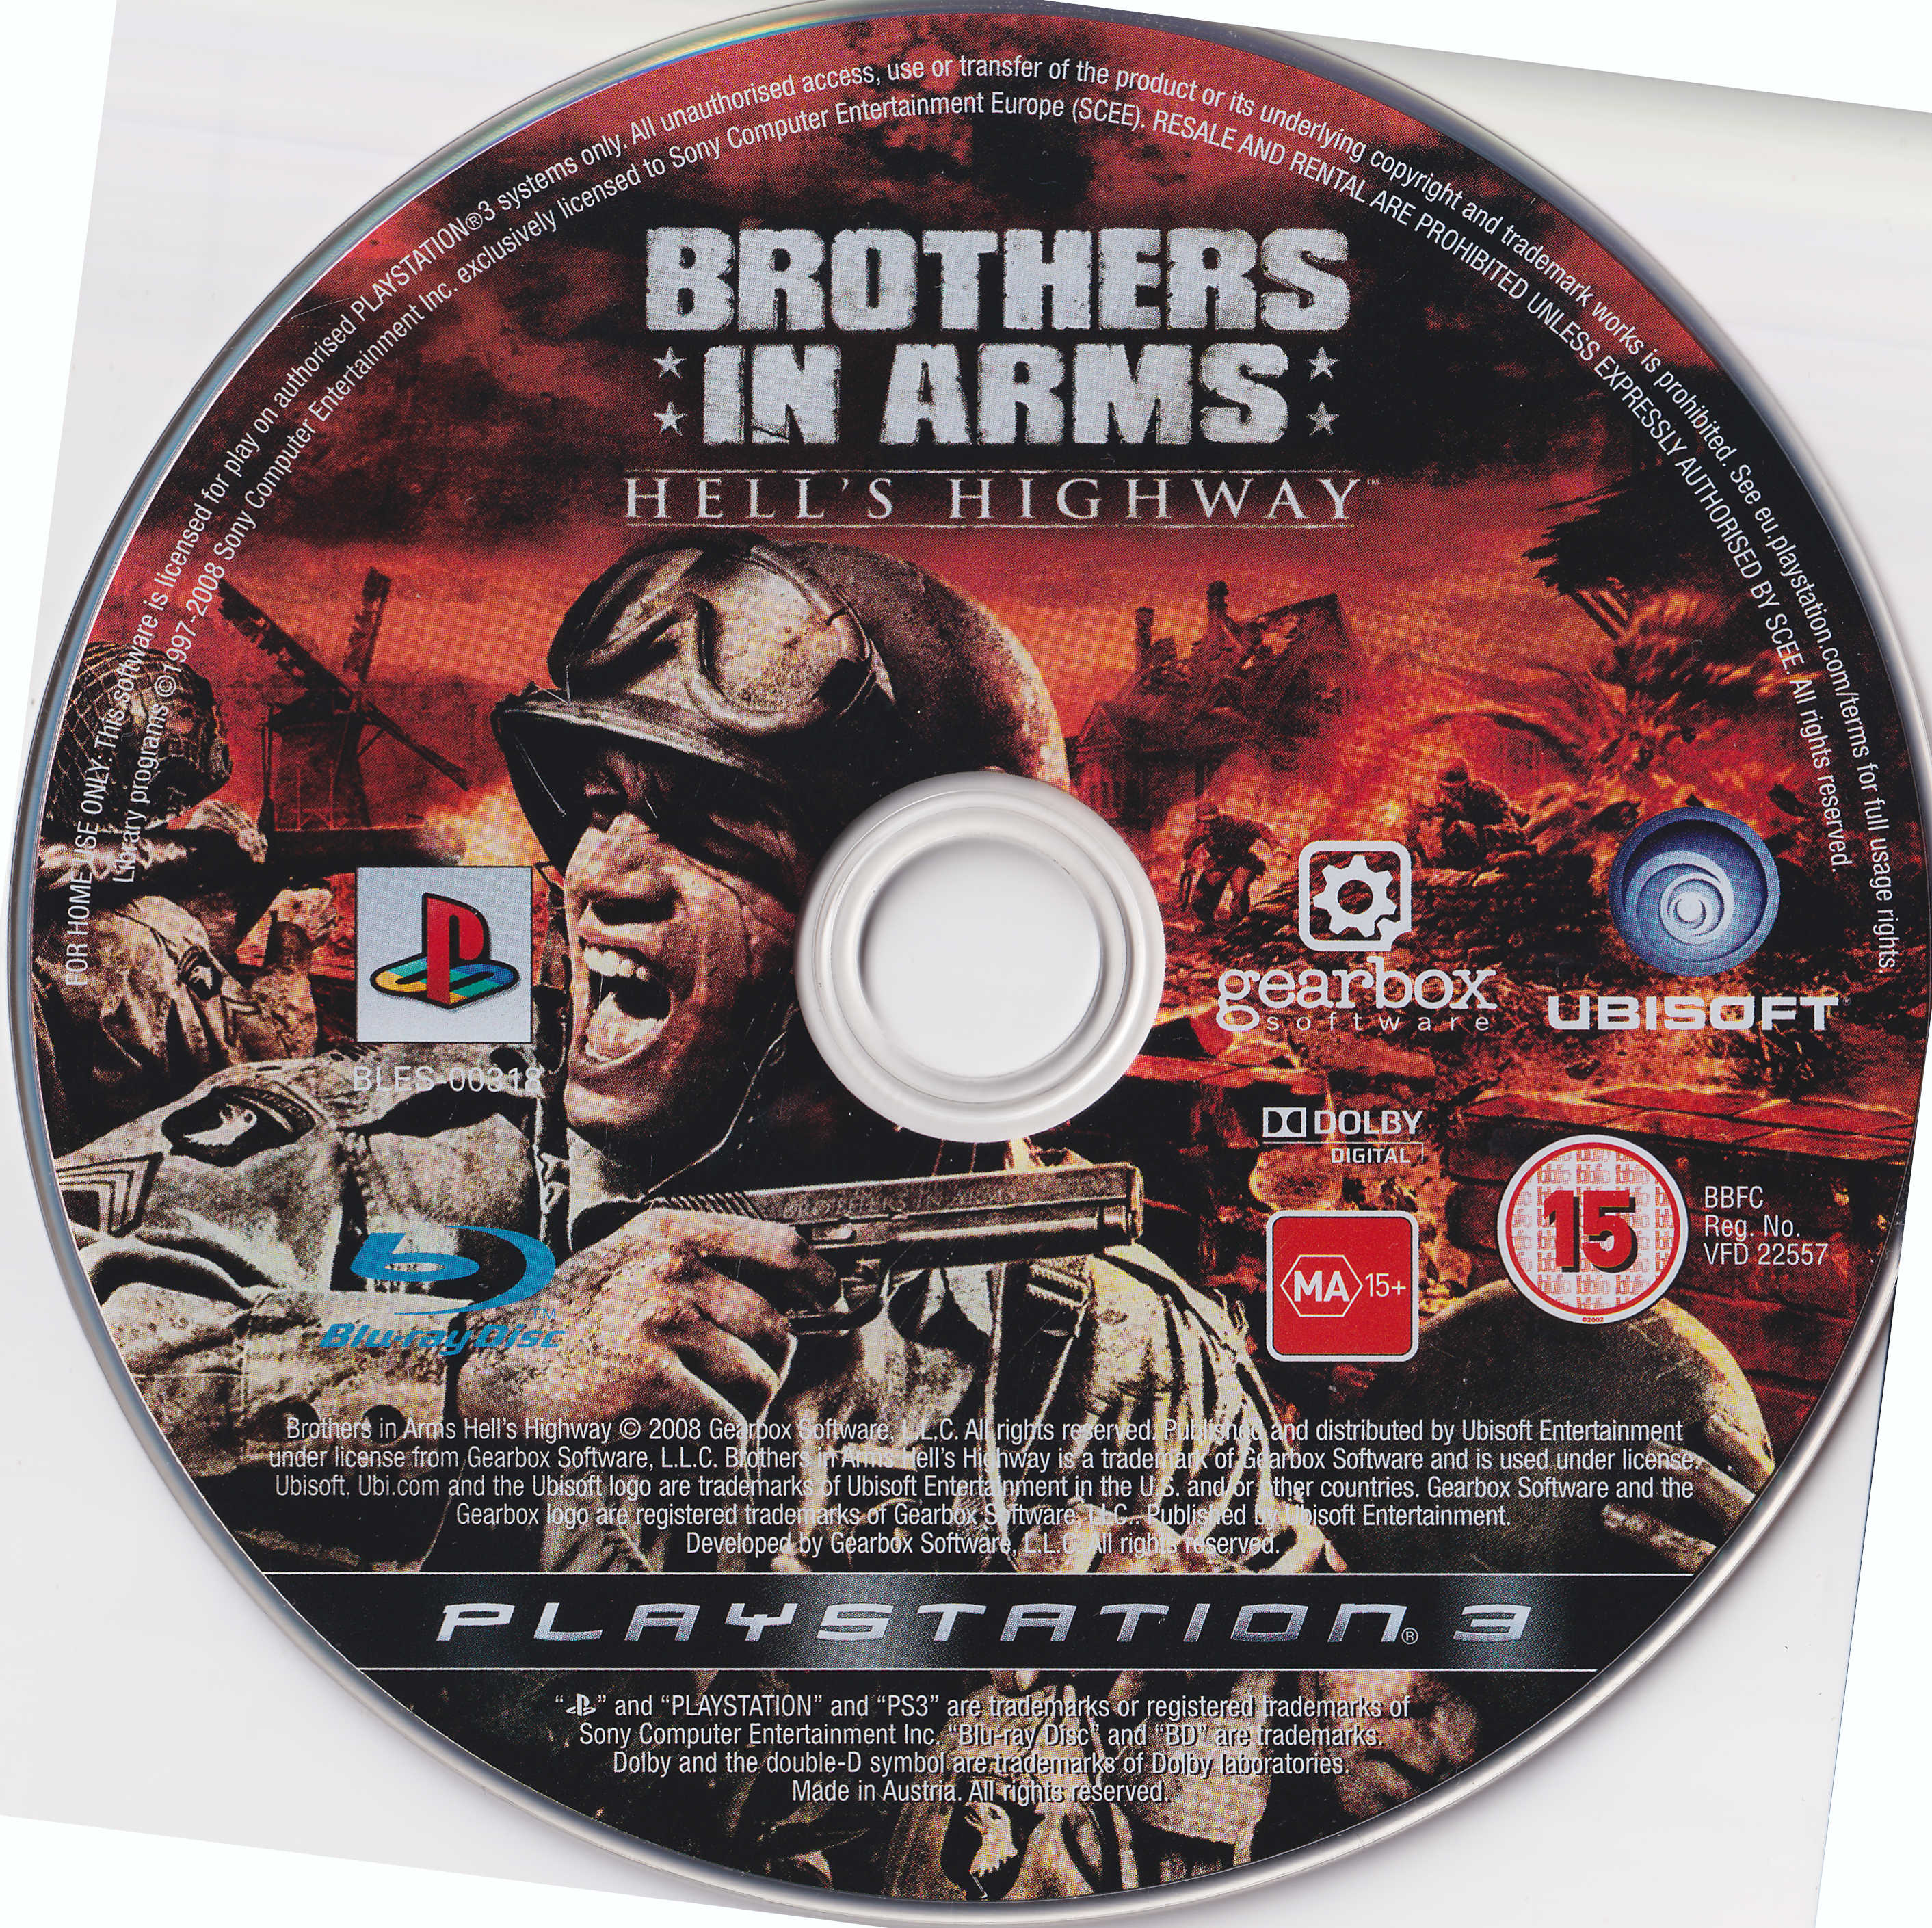 FOR HOME USE ONLY: This software is licensed for play on authorised PLAYSTATION®3 systems only. All unauthorised access, use or transfer of the product or its underlying copyright and trademark works is prohibited. See eu.playstation.com/terms for full usage rights.
Library programs ©1997-2008 Sony Computer Entertainment Inc. exclusively licensed to Sony Computer Entertainment Europe (SCEE). RESALE AND RENTAL ARE PROHIBITED UNLESS EXPRESSLY AUTHORISED BY SCEE. All rights reserved.
BROTHERS
IN ARMS
HELL'S HIGHWAY™
BLES-00318
gearbox
software
UBISOFT
DOLBY
DIGITAL
BROTHERS IN ARMS
Blu-ray Disc™
MA 15+
15
©2002
BBFC
Reg. No.
VFD 22557
Brothers in Arms Hell's Highway © 2008 Gearbox Software, L.L.C. All rights reserved. Published and distributed by Ubisoft Entertainment
under license from Gearbox Software, L.L.C. Brothers in Arms Hell's Highway is a trademark of Gearbox Software and is used under license.
Ubisoft, Ubi.com and the Ubisoft logo are trademarks of Ubisoft Entertainment in the U.S. and/or other countries. Gearbox Software and the
Gearbox logo are registered trademarks of Gearbox Software, LLC.. Published by Ubisoft Entertainment.
Developed by Gearbox Software, L.L.C. All rights reserved.
PLAYSTATION® 3
"PS" and "PLAYSTATION" and "PS3" are trademarks or registered trademarks of
Sony Computer Entertainment Inc. "Blu-ray Disc" and "BD" are trademarks.
Dolby and the double-D symbol are trademarks of Dolby laboratories.
Made in Austria. All rights reserved.